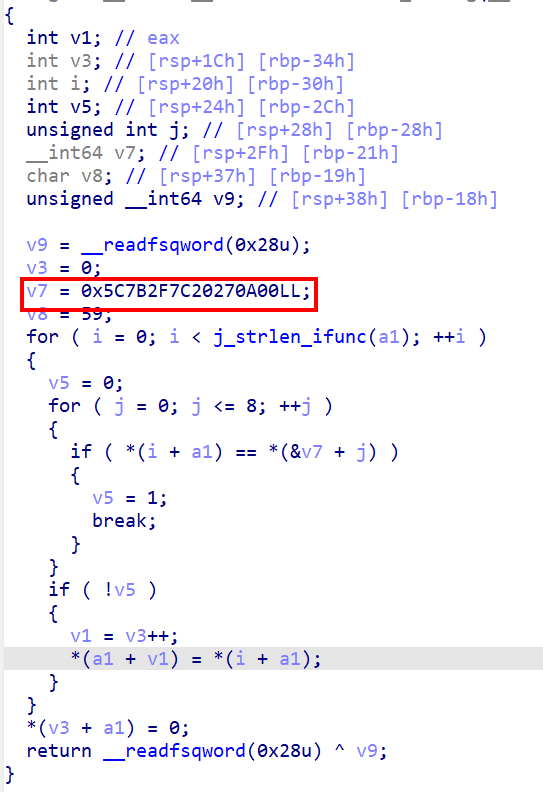 {
  int v1; // eax
  int v3; // [rsp+1Ch] [rbp-34h]
  int i; // [rsp+20h] [rbp-30h]
  int v5; // [rsp+24h] [rbp-2Ch]
  unsigned int j; // [rsp+28h] [rbp-28h]
  __int64 v7; // [rsp+2Fh] [rbp-21h]
  char v8; // [rsp+37h] [rbp-19h]
  unsigned __int64 v9; // [rsp+38h] [rbp-18h]

  v9 = __readfsqword(0x28u);
  v3 = 0;
  v7 = 0x5C7B2F7C20270A00LL;
  v8 = 59;
  for ( i = 0; i < j_strlen_ifunc(a1); ++i )
  {
    v5 = 0;
    for ( j = 0; j <= 8; ++j )
    {
      if ( *(i + a1) == *(&v7 + j) )
      {
        v5 = 1;
        break;
      }
    }
    if ( !v5 )
    {
      v1 = v3++;
      *(a1 + v1) = *(i + a1);
    }
  }
  *(v3 + a1) = 0;
  return __readfsqword(0x28u) ^ v9;
}